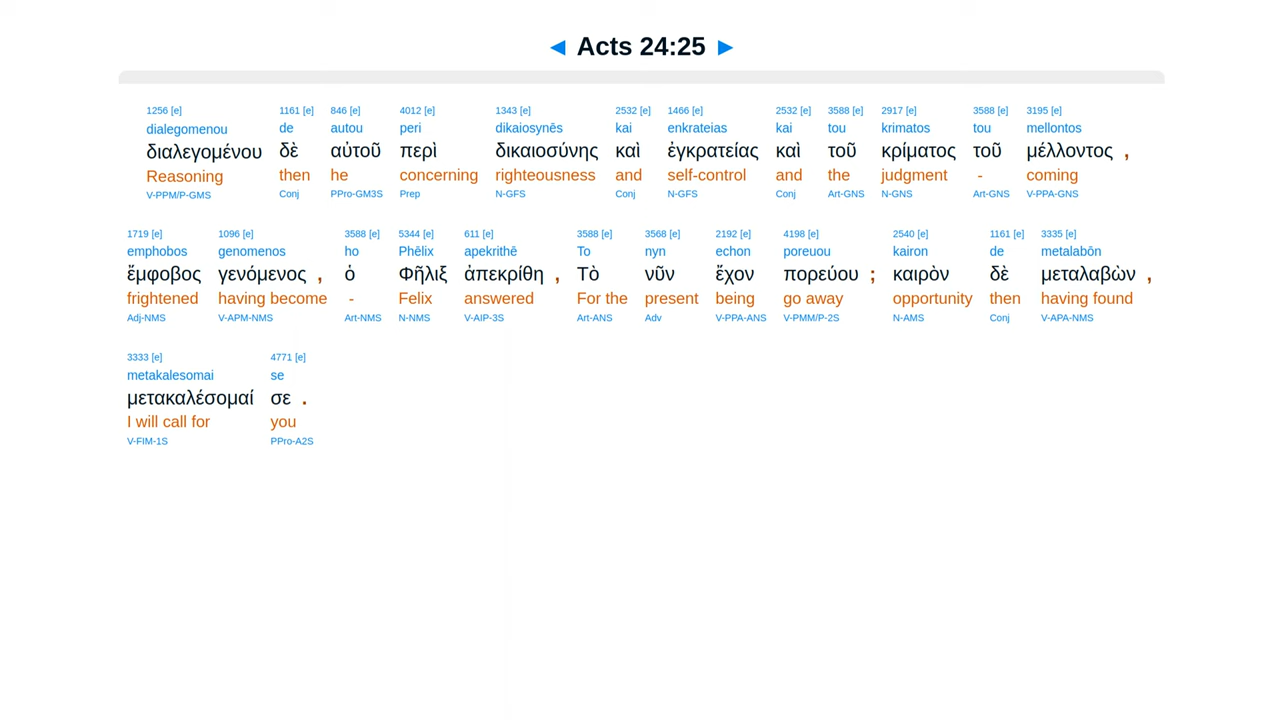 ◄ Acts 24:25 ►
1256 [e] 1161 [e] 846 [e] 4012 [e] 1343 [e] 2532 [e] 1466 [e] 2532 [e] 3588 [e] 2917 [e] 3588 [e] 3195 [e]
dialegomenou de autou peri dikaiosynēs kai enkrateias kai tou krimatos tou mellontos
διαλεγομένου δὲ αὐτοῦ περὶ δικαιοσύνης καὶ ἐγκρατείας καὶ τοῦ κρίματος τοῦ μέλλοντος ,
Reasoning then he concerning righteousness and self-control and the judgment - coming
V-PPM/P-GMS Conj PPro-GM3S Prep N-GFS Conj N-GFS Conj Art-GNS N-GNS Art-GNS V-PPA-GNS
1719 [e] 1096 [e] 3588 [e] 5344 [e] 611 [e] 3588 [e] 3568 [e] 2192 [e] 4198 [e] 2540 [e] 1161 [e] 3335 [e]
emphobos genomenos ho Phēlix apekrithē To nyn echon poreuou kairon de metalabōn
ἔμφοβος γενόμενος , ὁ Φῆλιξ ἀπεκρίθη , Τὸ νῦν ἔχον πορεύου ; καιρὸν δὲ μεταλαβὼν ,
frightened having become - Felix answered For the present being go away opportunity then having found
Adj-NMS V-APM-NMS Art-NMS N-NMS V-AIP-3S Art-ANS Adv V-PPA-ANS V-PMM/P-2S N-AMS Conj V-APA-NMS
3333 [e] 4771 [e]
metakalesomai se
μετακαλέσομαί σε .
I will call for you
V-FIM-1S PPro-A2S